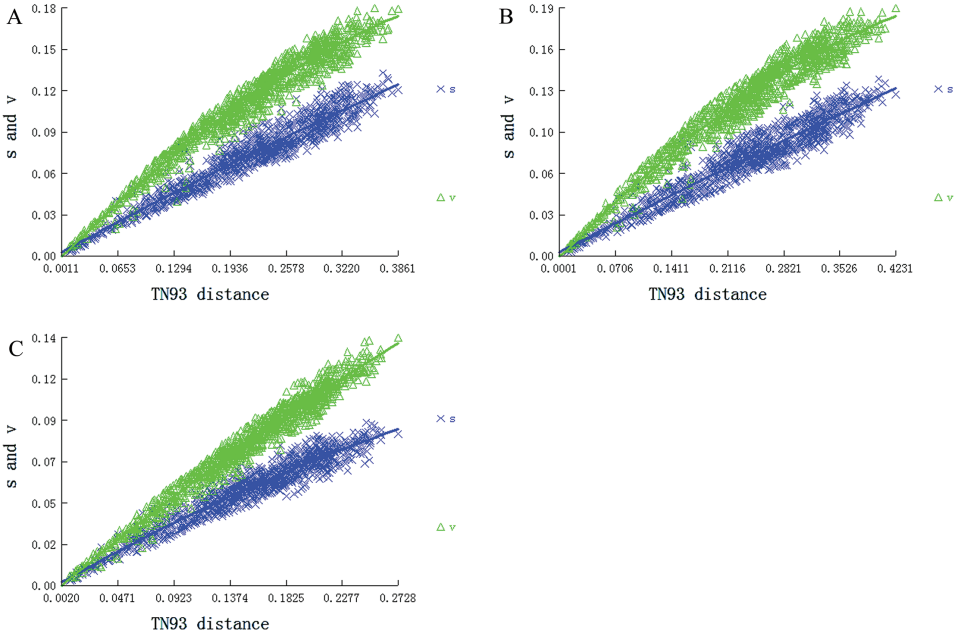 A
s and v
0.18
0.15
0.12
0.09
0.06
0.03
0.00
0.0011 0.0653 0.1294 0.1936 0.2578 0.3220 0.3861
TN93 distance
s
v
B
s and v
0.19
0.16
0.13
0.10
0.06
0.03
0.00
0.0001 0.0706 0.1411 0.2116 0.2821 0.3526 0.4231
TN93 distance
s
v
C
s and v
0.14
0.12
0.09
0.07
0.05
0.02
0.00
0.0020 0.0471 0.0923 0.1374 0.1825 0.2277 0.2728
TN93 distance
s
v